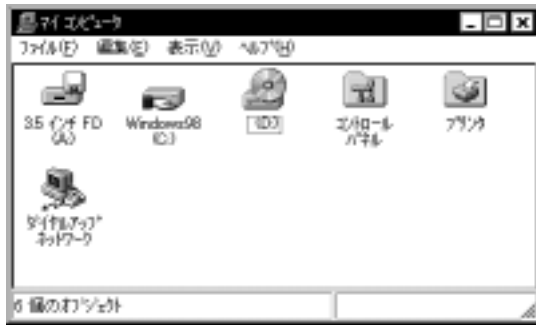 マイ コンピュータ
ファイル(F) 編集(E) 表示(V) ヘルプ(H)
3.5 インチ FD
(A:)
Windows98
(C:)
(D:)
コントロール
パネル
プリンタ
ダイヤルアップ
ネットワーク
6 個のオブジェクト